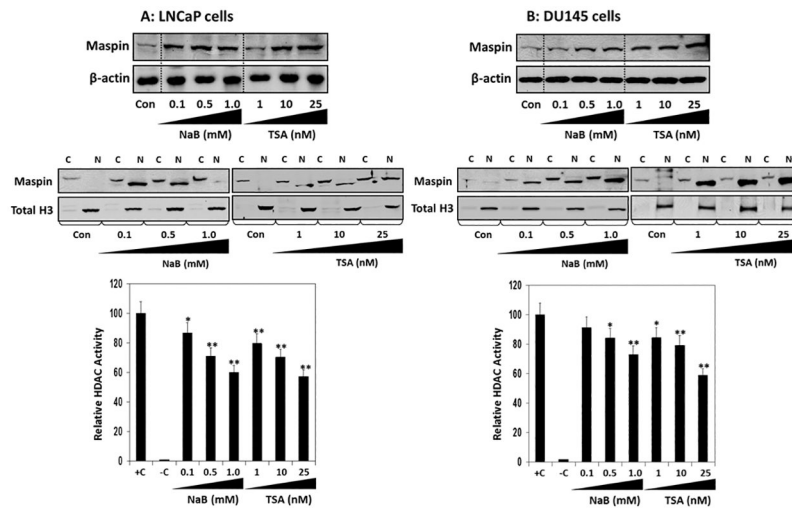 A: LNCaP cells
Maspin
β-actin
Con 0.1 0.5 1.0 1 10 25
NaB (mM) TSA (nM)
C N C N C N C N C N C N C N C N
Maspin
Total H3
Con 0.1 0.5 1.0 Con 1 10 25
NaB (mM) TSA (nM)
Relative HDAC Activity
120
100
80
60
40
20
0
* ** ** ** ** **
+C -C 0.1 0.5 1.0 1 10 25
NaB (mM) TSA (nM)
B: DU145 cells
Maspin
β-actin
Con 0.1 0.5 1.0 1 10 25
NaB (mM) TSA (nM)
C N C N C N C N C N C N C N C N
Maspin
Total H3
Con 0.1 0.5 1.0 Con 1 10 25
NaB (mM) TSA (nM)
Relative HDAC Activity
120
100
80
60
40
20
0
* ** * ** **
+C -C 0.1 0.5 1.0 1 10 25
NaB (mM) TSA (nM)